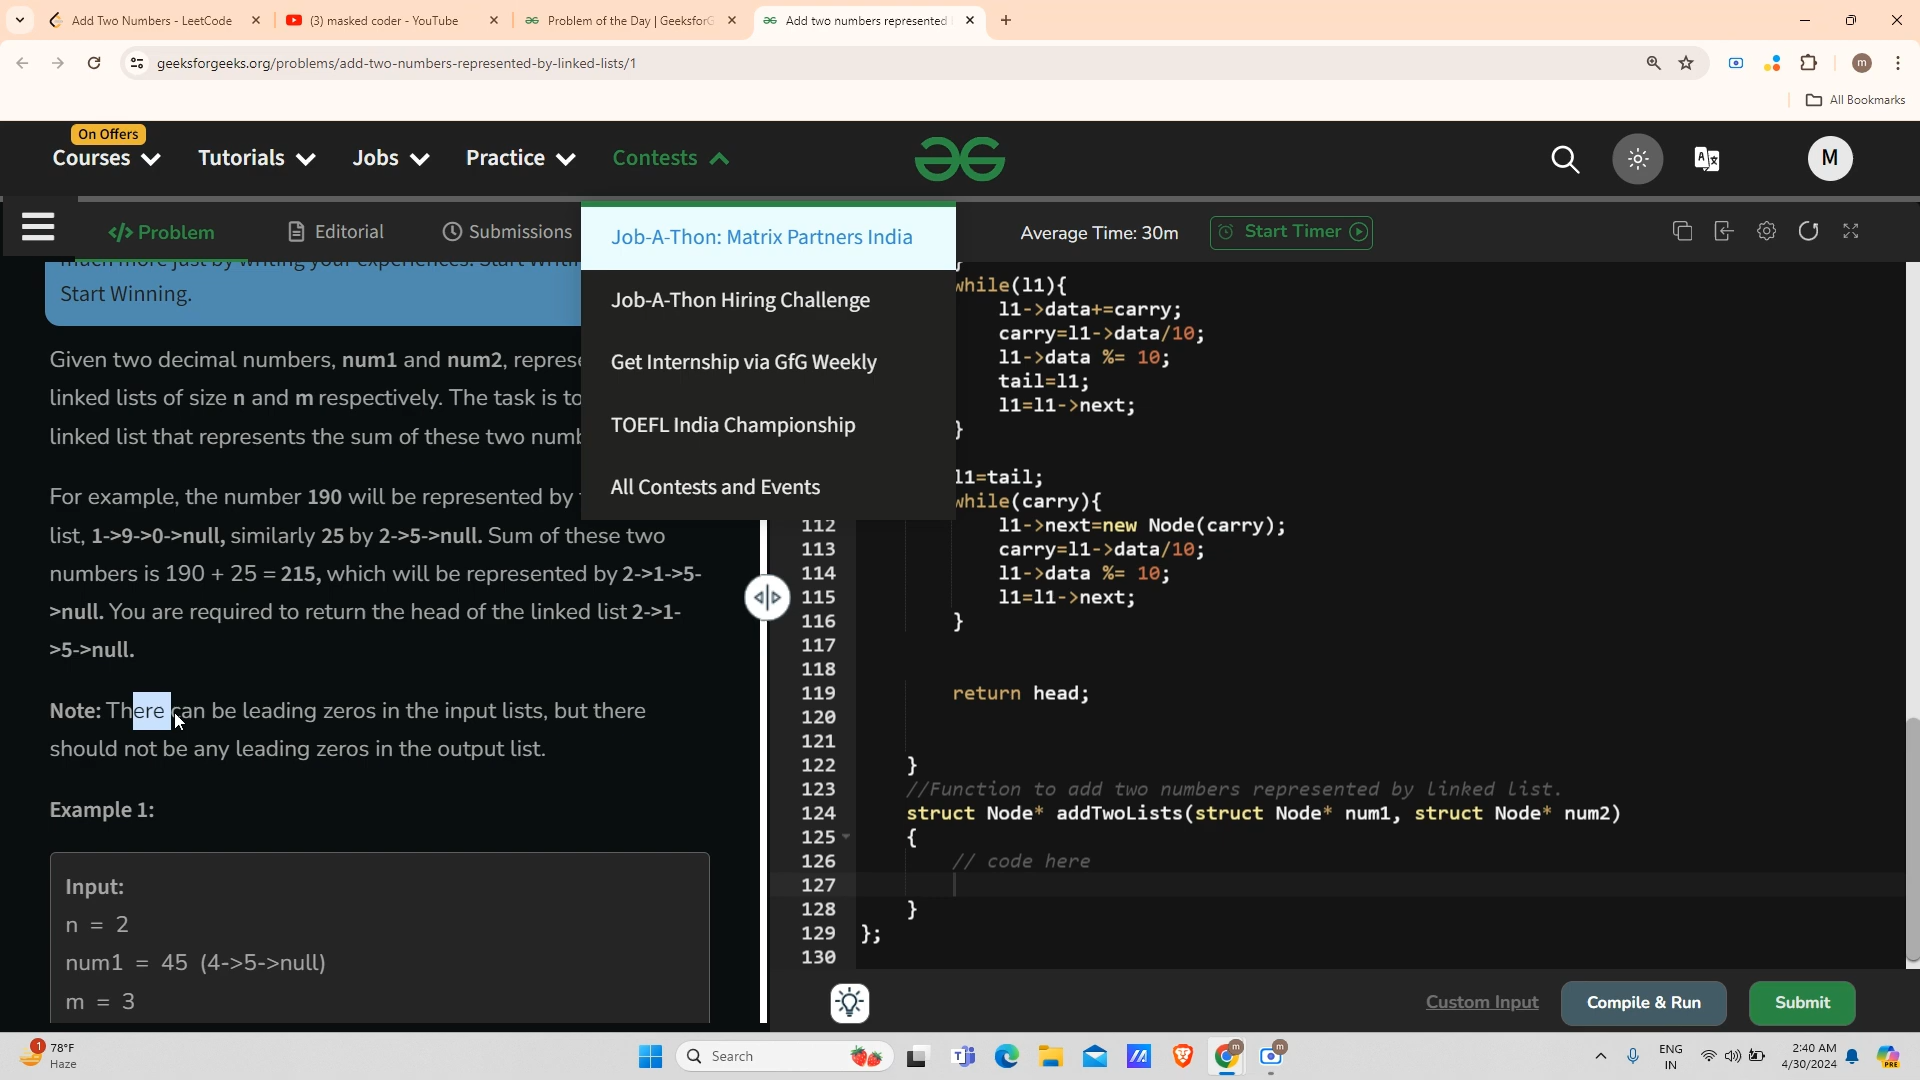 Add Two Numbers - LeetCode
(3) masked coder - YouTube
Problem of the Day | GeeksforG
Add two numbers represented
geeksforgeeks.org/problems/add-two-numbers-represented-by-linked-lists/1
m
All Bookmarks
On Offers
Courses
Tutorials
Jobs
Practice
Contests
M
Problem
Editorial
Submissions
Average Time: 30m
Start Timer
Job-A-Thon: Matrix Partners India
Job-A-Thon Hiring Challenge
Get Internship via GfG Weekly
TOEFL India Championship
All Contests and Events
much more just by writing your experiences. Start
Start Winning.
Given two decimal numbers, num1 and num2, represe
linked lists of size n and m respectively. The task is to
linked list that represents the sum of these two numb
For example, the number 190 will be represented by
list, 1->9->0->null, similarly 25 by 2->5->null. Sum of these two
numbers is 190 + 25 = 215, which will be represented by 2->1->5-
>null. You are required to return the head of the linked list 2->1-
>5->null.
Note: There can be leading zeros in the input lists, but there
should not be any leading zeros in the output list.
Example 1:
Input:
n = 2
num1 = 45 (4->5->null)
m = 3
while(l1){
l1->data+=carry;
carry=l1->data/10;
l1->data %= 10;
tail=l1;
l1=l1->next;
}
l1=tail;
while(carry){
112 l1->next=new Node(carry);
113 carry=l1->data/10;
114 l1->data %= 10;
115 l1=l1->next;
116 }
117
118
119 return head;
120
121
122 }
123 //Function to add two numbers represented by linked list.
124 struct Node* addTwoLists(struct Node* num1, struct Node* num2)
125 {
126 // code here
127
128 }
129 };
130
Custom Input
Compile & Run
Submit
1
78°F
Haze
Search
m
m
PRE
ENG
IN
2:40 AM
4/30/2024